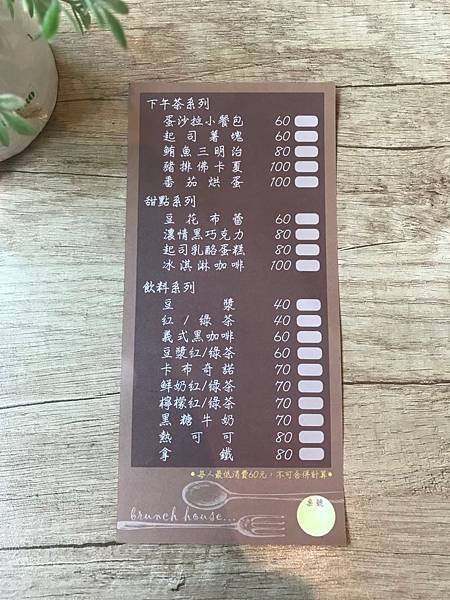 下午茶系列
蛋沙拉小餐包 60
起司薯塊 60
鮪魚三明治 80
豬排佛卡夏 100
番茄烘蛋 100
甜點系列
豆花布蕾 60
濃情黑巧克力 80
起司乳酪蛋糕 80
冰淇淋咖啡 100
飲料系列
豆漿 40
紅/綠茶 40
義式黑咖啡 60
豆漿紅/綠茶 60
卡布奇諾 70
鮮奶紅/綠茶 70
檸檬紅/綠茶 70
黑糖牛奶 70
熱可可 80
拿鐵 80
●每人最低消費60元,不可合併計算●
桌號
brunch house...